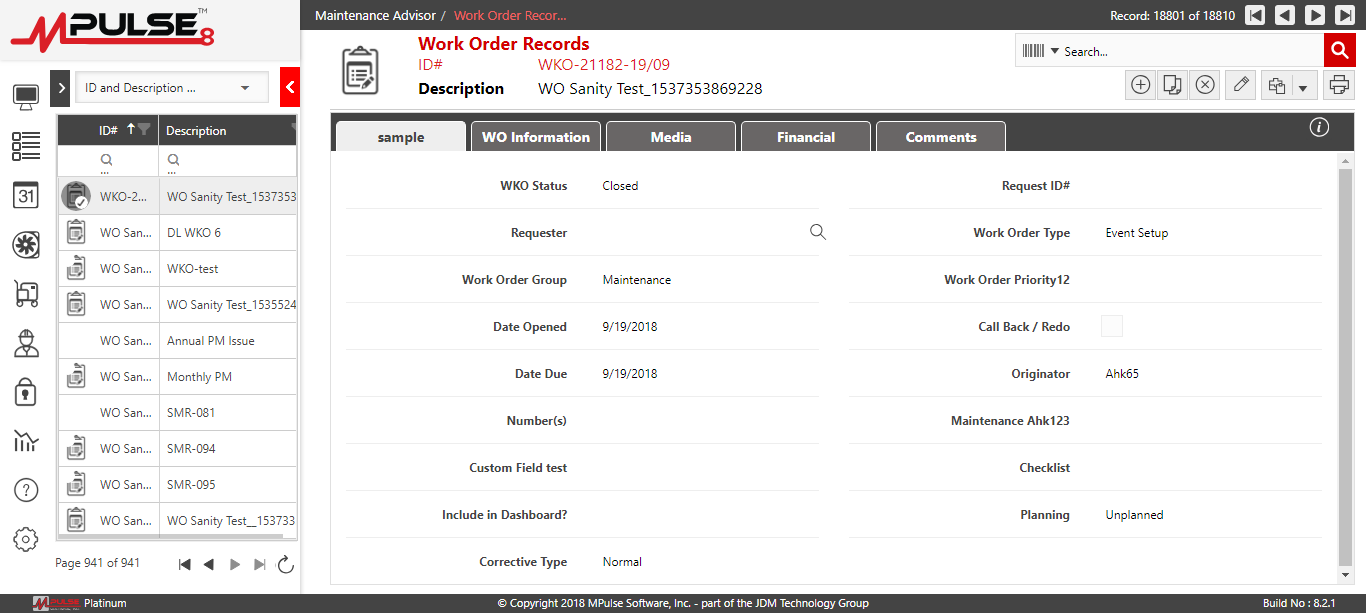 MPULSE™ 8
Maintenance Advisor / Work Order Recor...
Record: 18801 of 18810
Work Order Records
ID# WKO-21182-19/09
Description WO Sanity Test_1537353869228
Search...
ID and Description ...
ID# Description
... ...
WKO-2... WO Sanity Test_1537353
WO San... DL WKO 6
WO San... WKO-test
WO San... WO Sanity Test_1535524
WO San... Annual PM Issue
WO San... Monthly PM
WO San... SMR-081
WO San... SMR-094
WO San... SMR-095
WO San... WO Sanity Test__153733
Page 941 of 941
31
?
sample WO Information Media Financial Comments
i
WKO Status Closed
Request ID#
Requester
Work Order Type Event Setup
Work Order Group Maintenance
Work Order Priority12
Date Opened 9/19/2018
Call Back / Redo
Date Due 9/19/2018
Originator Ahk65
Number(s)
Maintenance Ahk123
Custom Field test
Checklist
Include in Dashboard?
Planning Unplanned
Corrective Type Normal
MPULSE Platinum
© Copyright 2018 MPulse Software, Inc. - part of the JDM Technology Group
Build No : 8.2.1